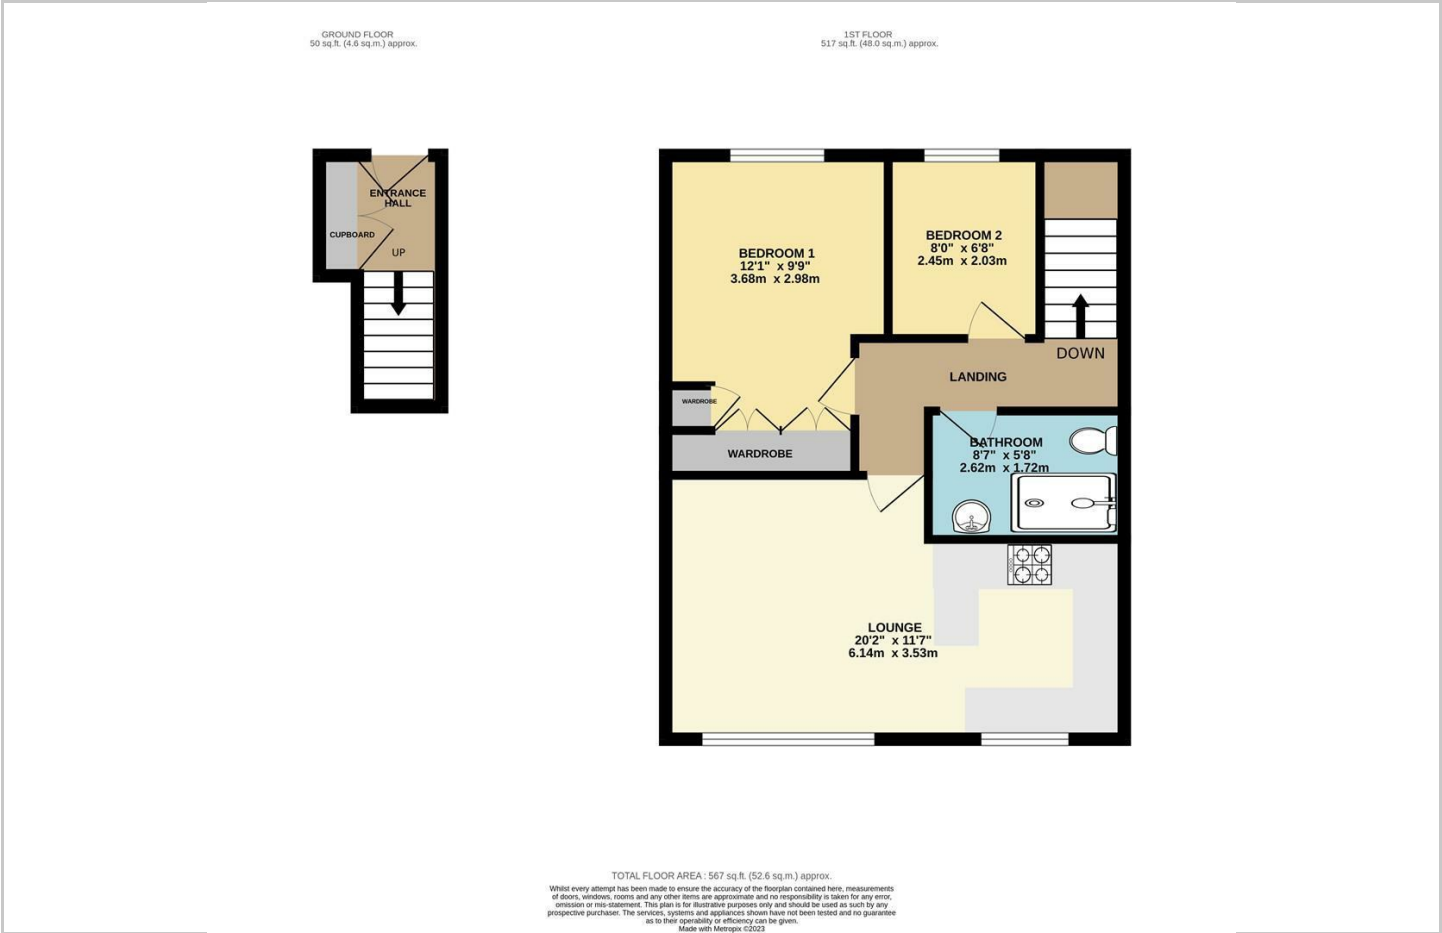 GROUND FLOOR
50 sq.ft. (4.6 sq.m.) approx.
1ST FLOOR
517 sq.ft. (48.0 sq.m.) approx.
ENTRANCE
HALL
CUPBOARD
UP
BEDROOM 1
12'1" x 9'9"
3.68m x 2.98m
BEDROOM 2
8'0" x 6'8"
2.45m x 2.03m
DOWN
LANDING
WARDROBE
WARDROBE
BATHROOM
8'7" x 5'8"
2.62m x 1.72m
LOUNGE
20'2" x 11'7"
6.14m x 3.53m
TOTAL FLOOR AREA : 567 sq.ft. (52.6 sq.m.) approx.
Whilst every attempt has been made to ensure the accuracy of the floorplan contained here, measurements
of doors, windows, rooms and any other items are approximate and no responsibility is taken for any error,
omission or mis-statement. This plan is for illustrative purposes only and should be used as such by any
prospective purchaser. The services, systems and appliances shown have not been tested and no guarantee
as to their operability or efficiency can be given.
Made with Metropix ©2023